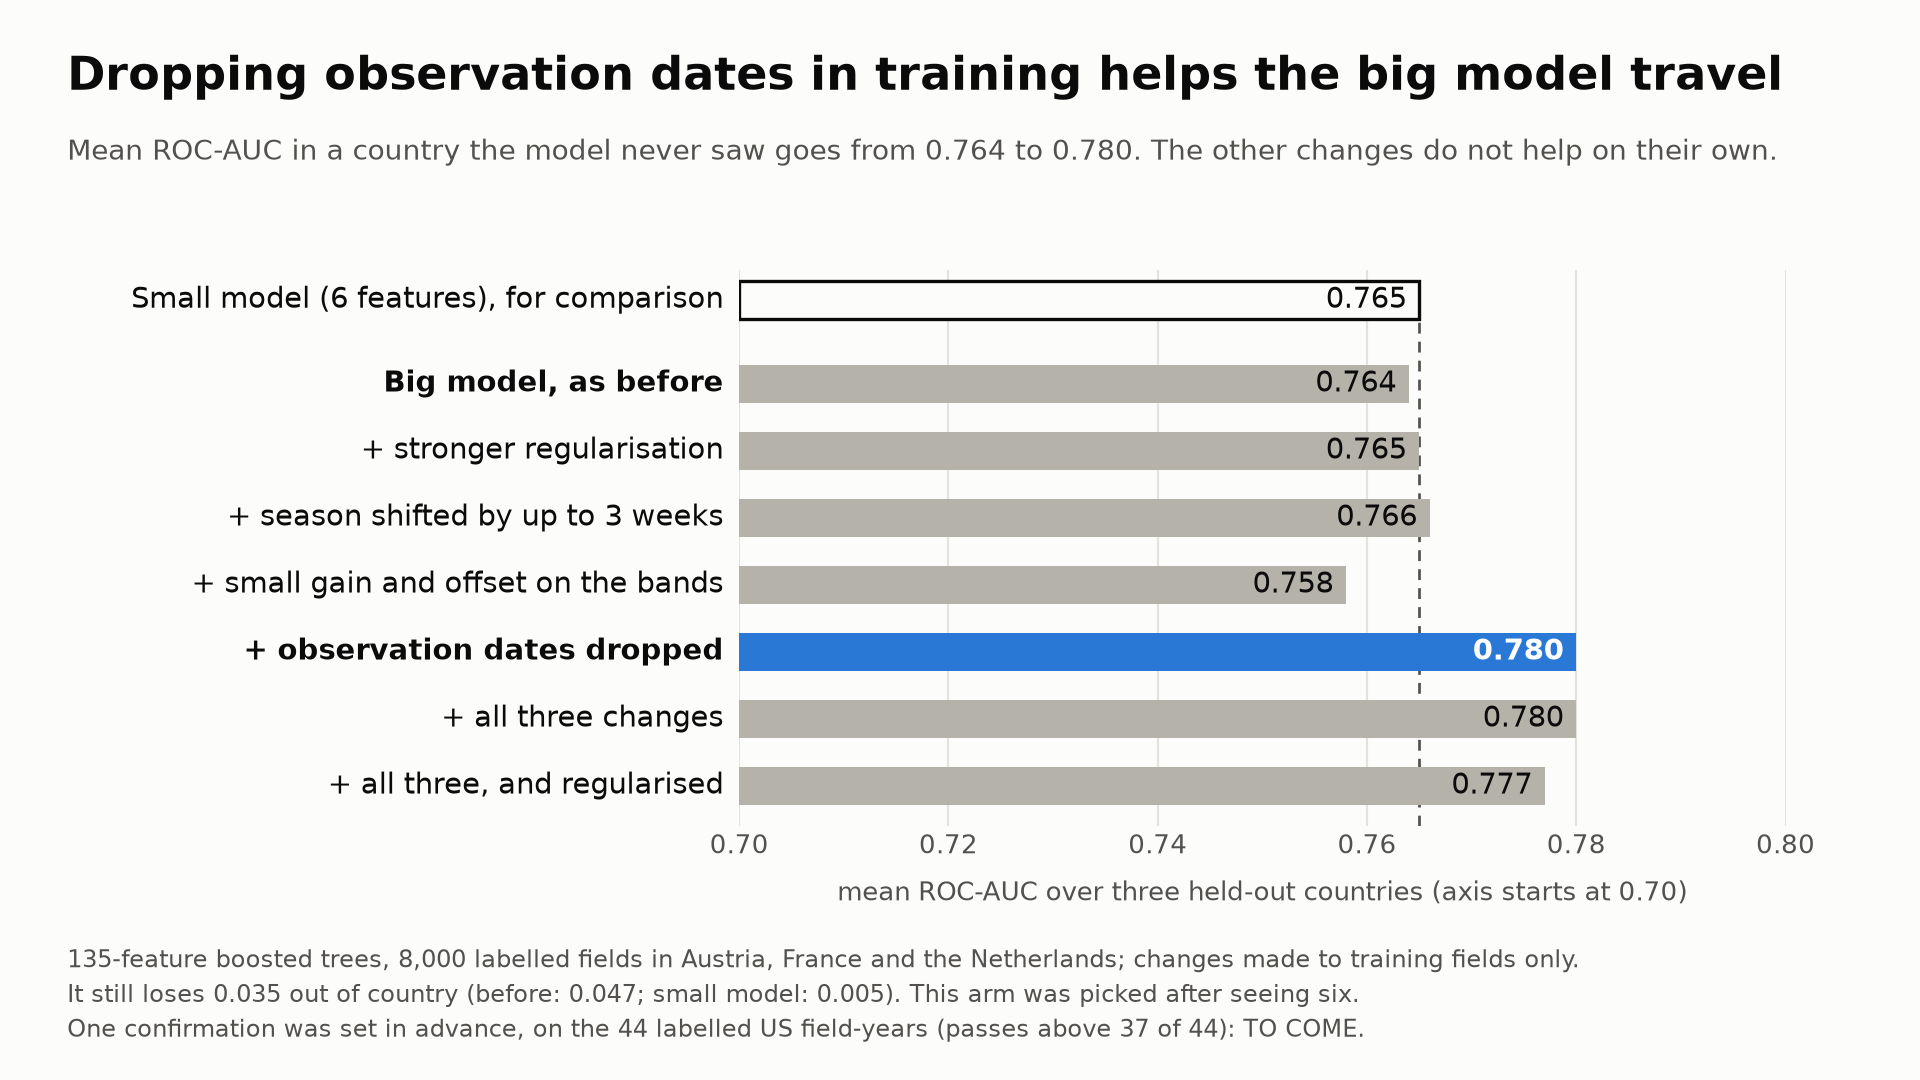 Dropping observation dates in training helps the big model travel
Mean ROC-AUC in a country the model never saw goes from 0.764 to 0.780. The other changes do not help on their own.
Small model (6 features), for comparison 0.765
Big model, as before 0.764
+ stronger regularisation 0.765
+ season shifted by up to 3 weeks 0.766
+ small gain and offset on the bands 0.758
+ observation dates dropped 0.780
+ all three changes 0.780
+ all three, and regularised 0.777
0.70 0.72 0.74 0.76 0.78 0.80
mean ROC-AUC over three held-out countries (axis starts at 0.70)
135-feature boosted trees, 8,000 labelled fields in Austria, France and the Netherlands; changes made to training fields only.
It still loses 0.035 out of country (before: 0.047; small model: 0.005). This arm was picked after seeing six.
One confirmation was set in advance, on the 44 labelled US field-years (passes above 37 of 44): TO COME.